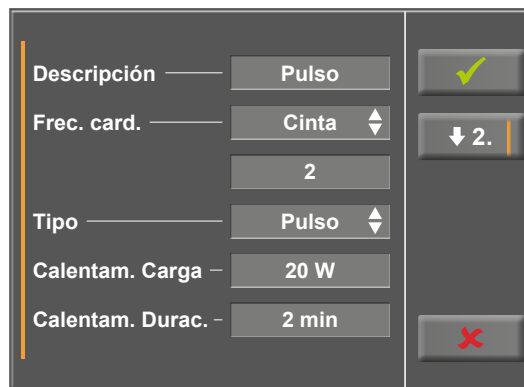 Descripción Pulso
Frec. card. Cinta
2
2.
Tipo Pulso
Calentam. Carga 20 W
Calentam. Durac. 2 min